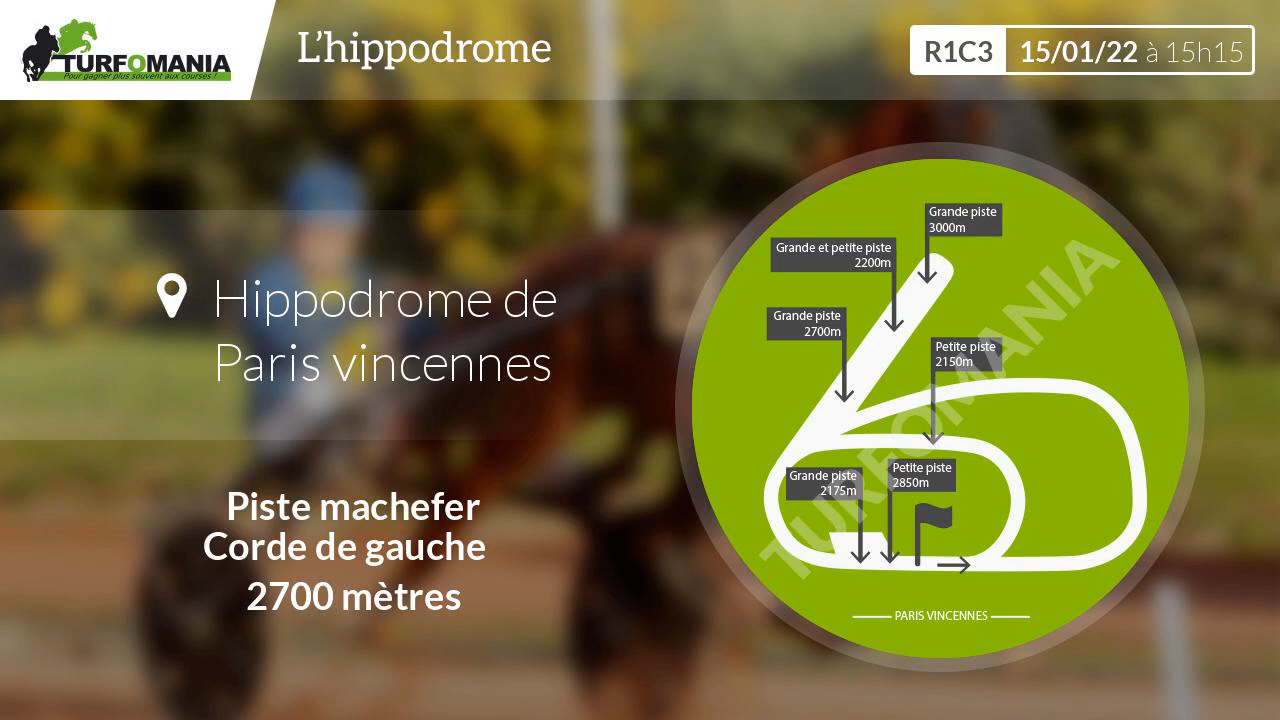 TURFOMANIA
Pour gagner plus souvent aux courses !
L'hippodrome
R1C3 15/01/22 à 15h15
Hippodrome de
Paris vincennes
Piste machefer
Corde de gauche
2700 mètres
Grande piste
3000m
Grande et petite piste
2200m
Grande piste
2700m
Petite piste
2150m
Grande piste
2175m
Petite piste
2850m
TURFOMANIA
PARIS VINCENNES